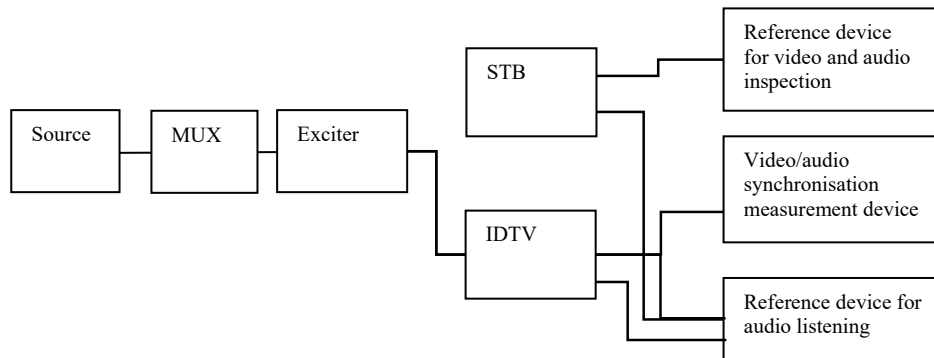 Source
MUX
Exciter
STB
IDTV
Reference device
for video and audio
inspection
Video/audio
synchronisation
measurement device
Reference device for
audio listening